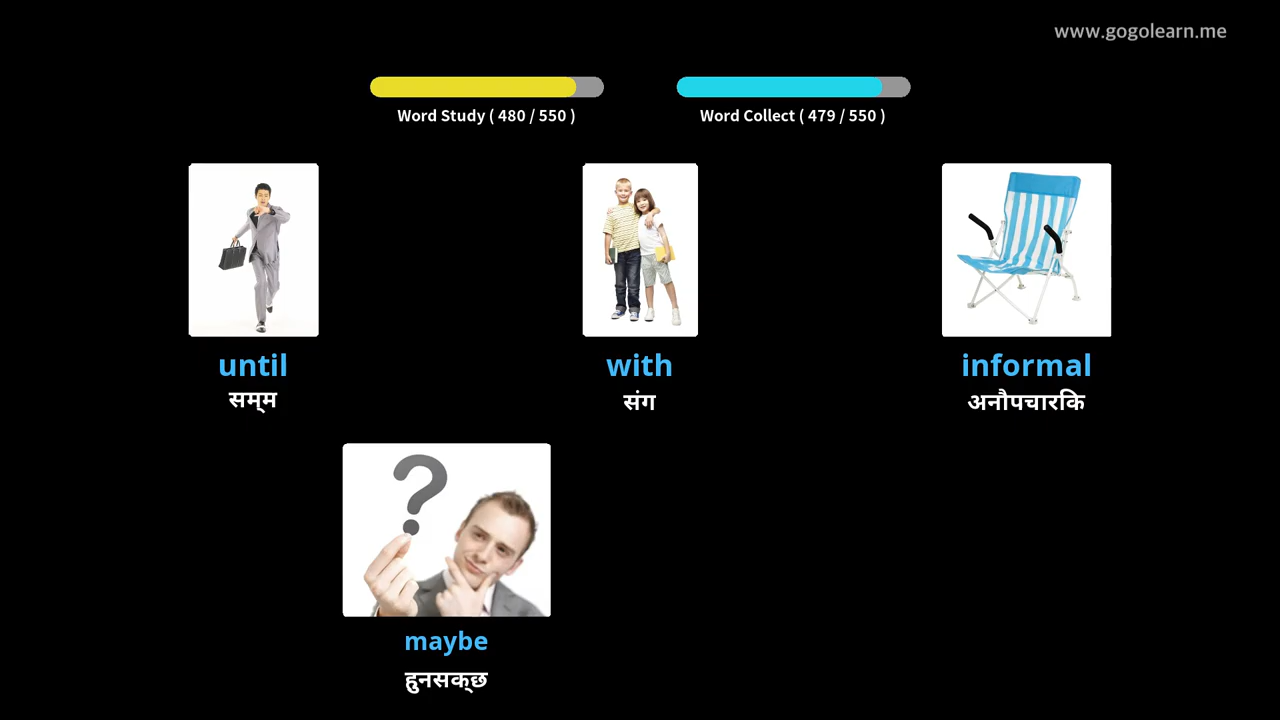 www.gogolearn.me
Word Study ( 480 / 550 )
Word Collect ( 479 / 550 )
until
सम्म
with
संग
informal
अनौपचारकि
maybe
हुनसक्छ